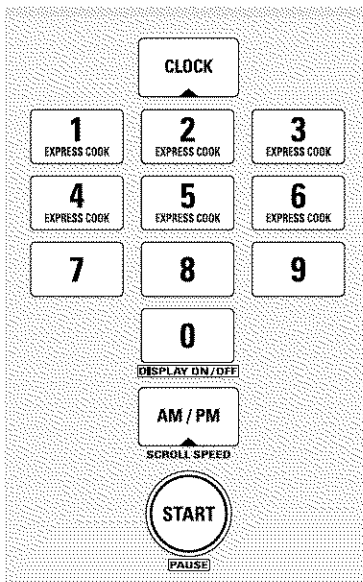 CLOCK
1 2 3
EXPRESS COOK EXPRESS COOK EXPRESS COOK
4 5 6
EXPRESS COOK EXPRESS COOK EXPRESS COOK
7 8 9
0
DISPLAY ON/OFF
AM / PM
SCROLL SPEED
START
PAUSE